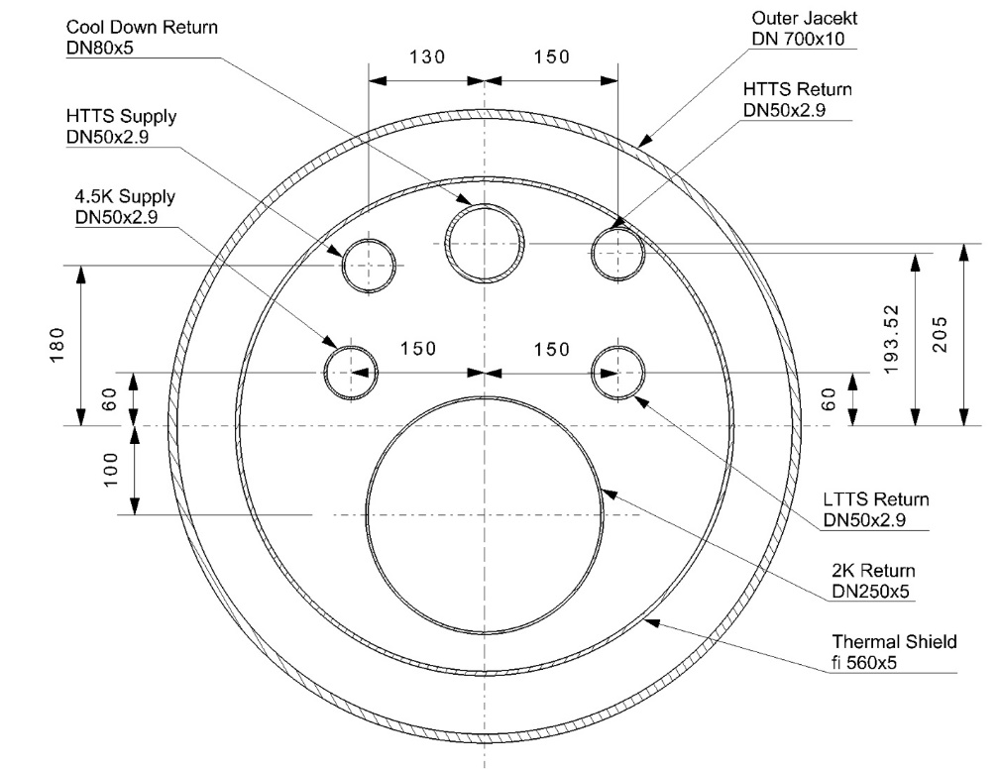 Cool Down Return
DN80x5
Outer Jacekt
DN 700x10
130
150
HTTS Return
DN50x2.9
HTTS Supply
DN50x2.9
4.5K Supply
DN50x2.9
180
60
150
150
193.52
205
60
100
LTTS Return
DN50x2.9
2K Return
DN250x5
Thermal Shield
fi 560x5